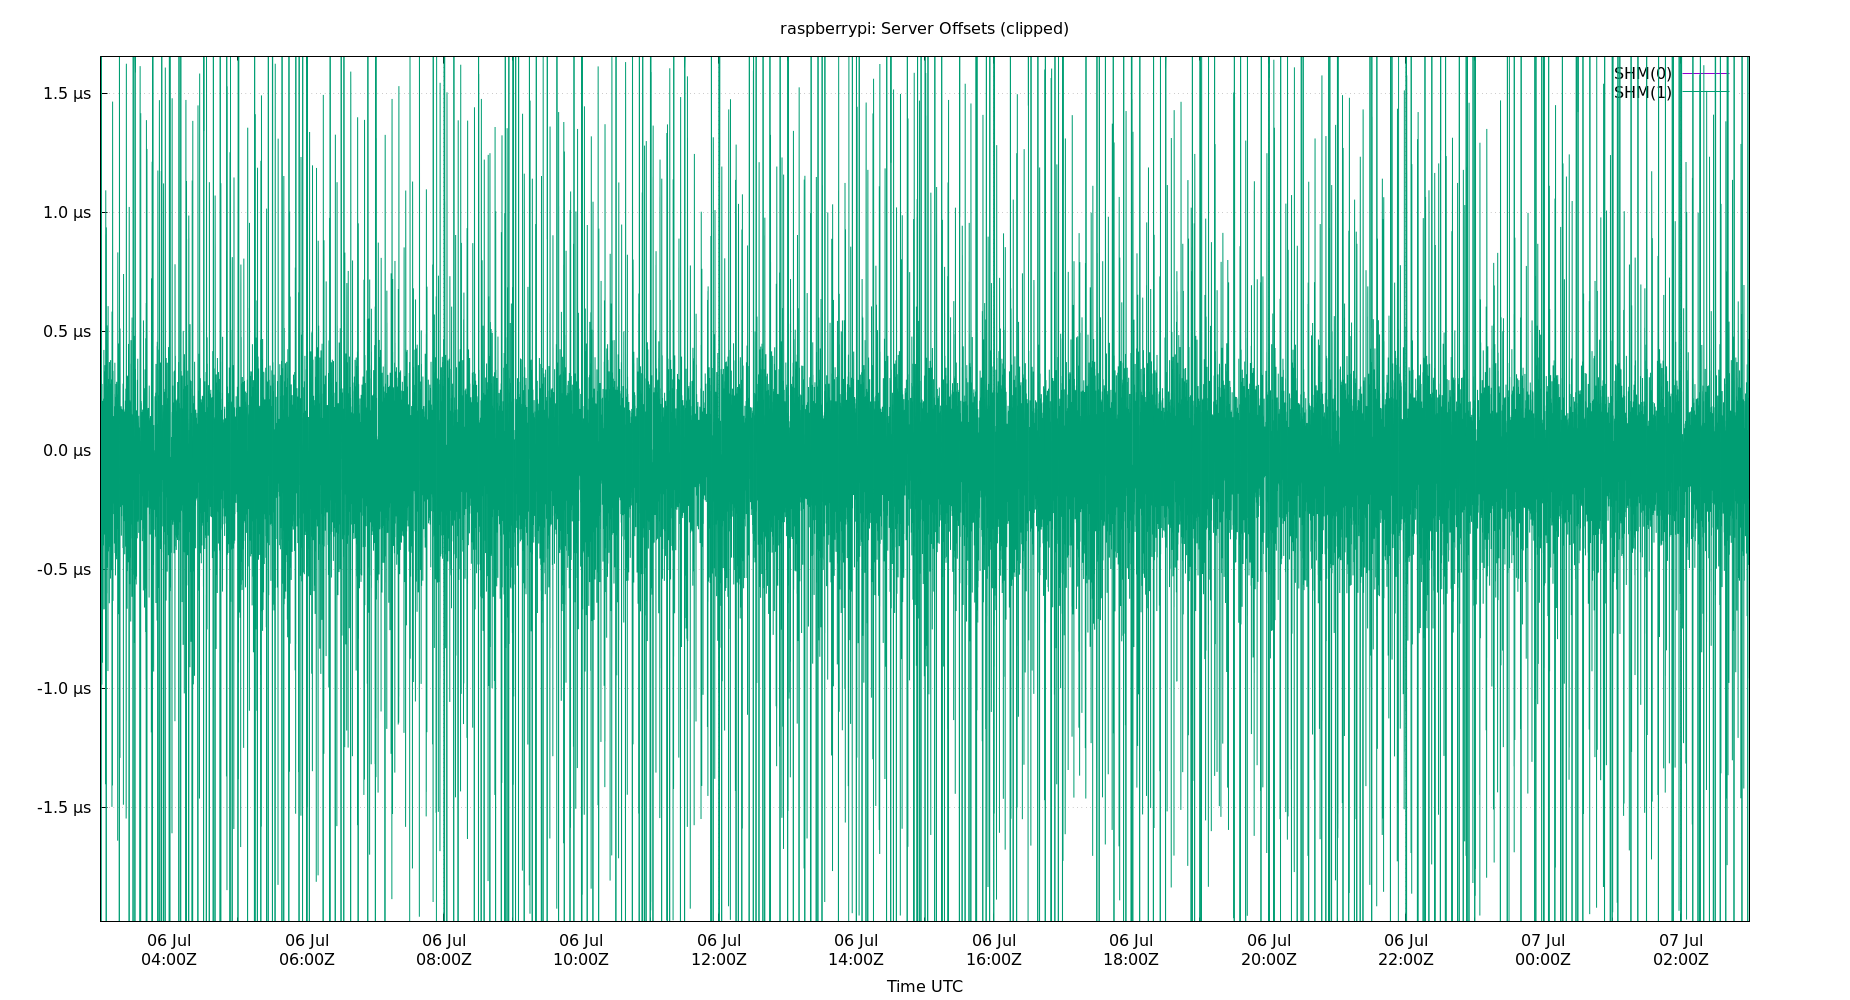 raspberrypi: Server Offsets (clipped)
SHM(0)
SHM(1)
1.5 μs
1.0 μs
0.5 μs
0.0 μs
-0.5 μs
-1.0 μs
-1.5 μs
06 Jul 06 Jul 06 Jul 06 Jul 06 Jul 06 Jul 06 Jul 06 Jul 06 Jul 06 Jul 07 Jul 07 Jul
04:00Z 06:00Z 08:00Z 10:00Z 12:00Z 14:00Z 16:00Z 18:00Z 20:00Z 22:00Z 00:00Z 02:00Z
Time UTC